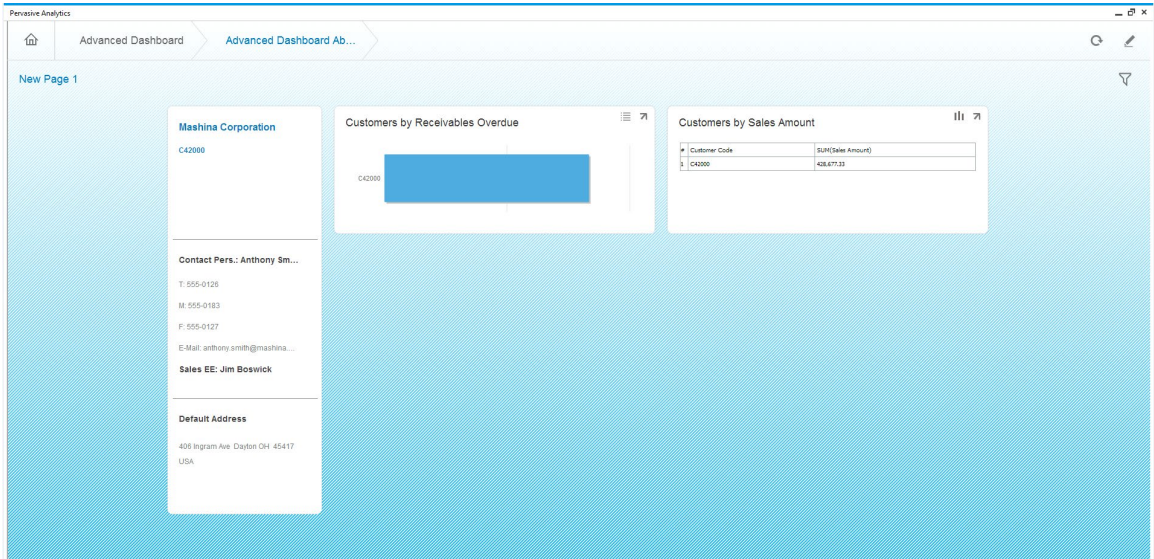 Pervasive Analytics
Advanced Dashboard
Advanced Dashboard Ab...
New Page 1
Mashina Corporation
C42000
Contact Pers.: Anthony Sm...
T: 555-0126
M: 555-0183
F: 555-0127
E-Mail: anthony.smith@mashina....
Sales EE: Jim Boswick
Default Address
406 Ingram Ave Dayton OH 45417
USA
Customers by Receivables Overdue
C42000
Customers by Sales Amount
# Customer Code SUM(Sales Amount)
1 C42000 428,677.33